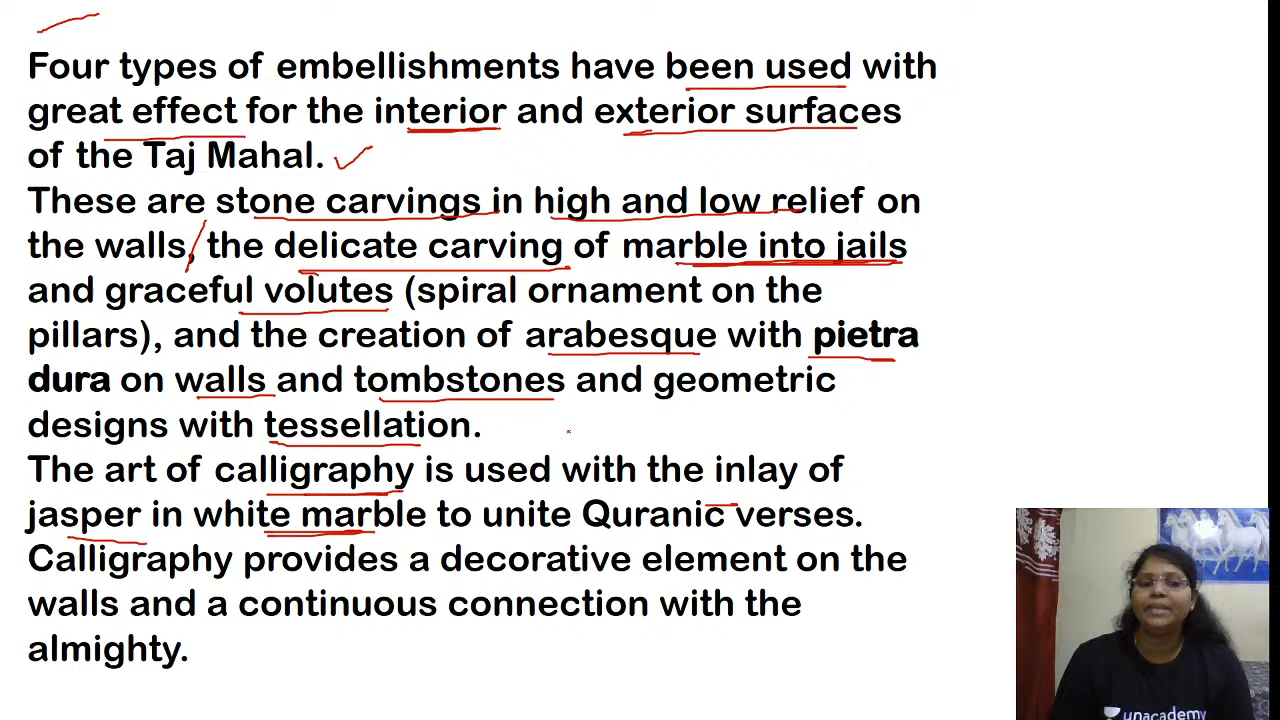 Four types of embellishments have been used with
great effect for the interior and exterior surfaces
of the Taj Mahal.
These are stone carvings in high and low relief on
the walls, the delicate carving of marble into jails
and graceful volutes (spiral ornament on the
pillars), and the creation of arabesque with pietra
dura on walls and tombstones and geometric
designs with tessellation.
The art of calligraphy is used with the inlay of
jasper in white marble to unite Quranic verses.
Calligraphy provides a decorative element on the
walls and a continuous connection with the
almighty.
unacademy